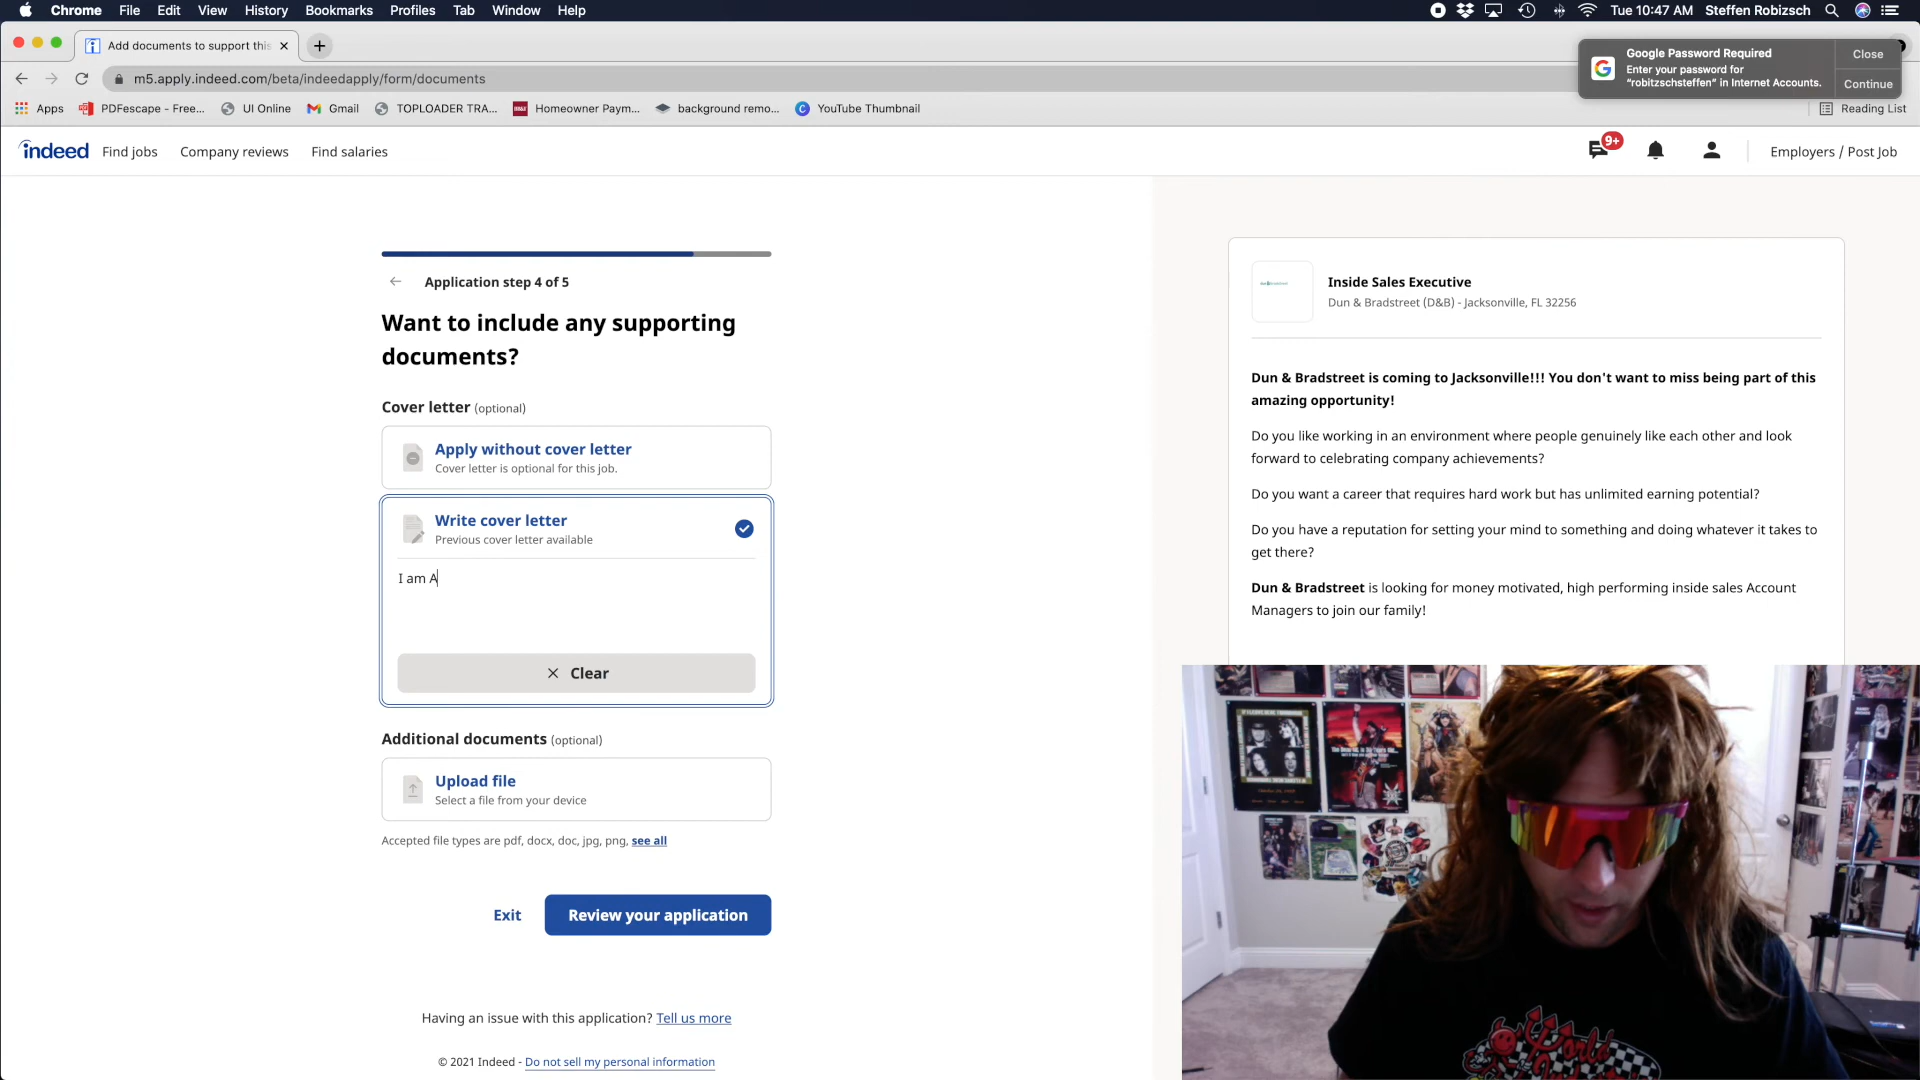 Chrome File Edit View History Bookmarks Profiles Tab Window Help
Tue 10:47 AM Steffen Robizsch
Add documents to support this
m5.apply.indeed.com/beta/indeedapply/form/documents
Google Password Required
Enter your password for
“robitzschsteffen” in Internet Accounts.
Close
Continue
Apps PDFescape - Free... UI Online Gmail TOPLOADER TRA... Homeowner Paym... background remo... YouTube Thumbnail
Reading List
indeed Find jobs Company reviews Find salaries
9+
Employers / Post Job
Application step 4 of 5
Want to include any supporting
documents?
Cover letter (optional)
Apply without cover letter
Cover letter is optional for this job.
Write cover letter
Previous cover letter available
I am A
Clear
Additional documents (optional)
Upload file
Select a file from your device
Accepted file types are pdf, docx, doc, jpg, png, see all
Exit
Review your application
Having an issue with this application? Tell us more
© 2021 Indeed - Do not sell my personal information
Inside Sales Executive
Dun & Bradstreet (D&B) - Jacksonville, FL 32256
Dun & Bradstreet is coming to Jacksonville!!! You don't want to miss being part of this
amazing opportunity!
Do you like working in an environment where people genuinely like each other and look
forward to celebrating company achievements?
Do you want a career that requires hard work but has unlimited earning potential?
Do you have a reputation for setting your mind to something and doing whatever it takes to
get there?
Dun & Bradstreet is looking for money motivated, high performing inside sales Account
Managers to join our family!